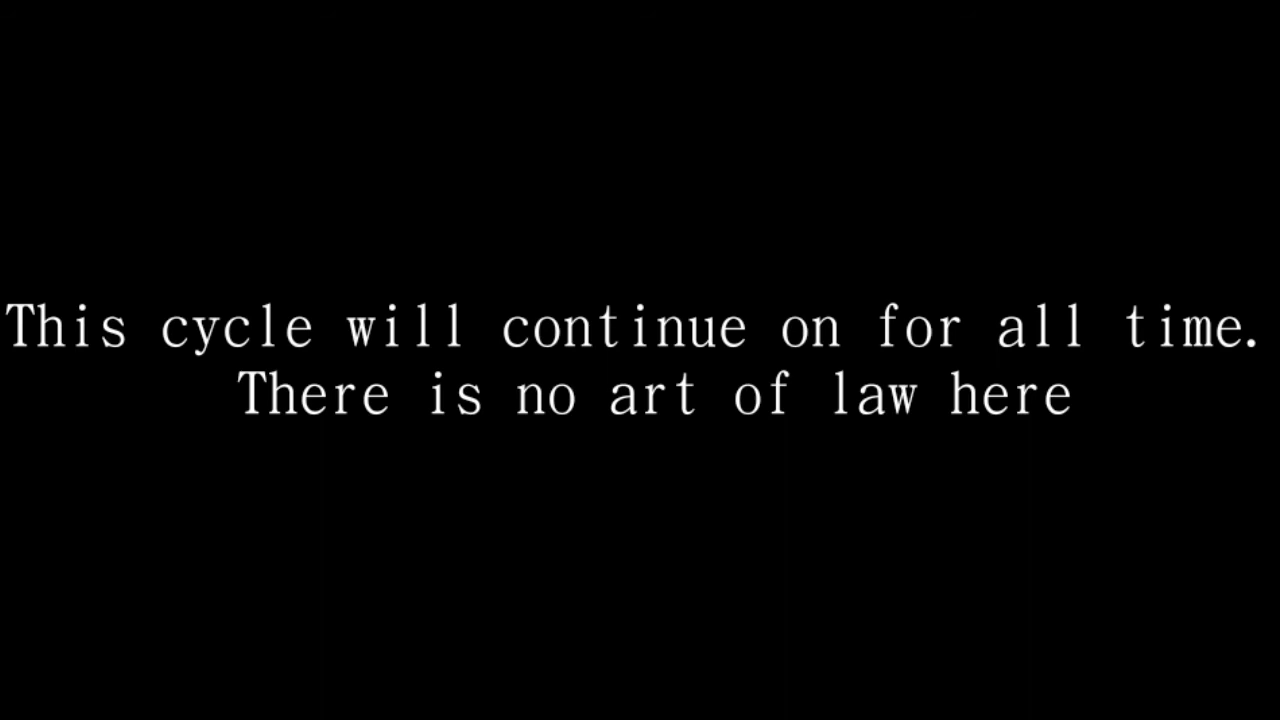 This cycle will continue on for all time.
There is no art of law here